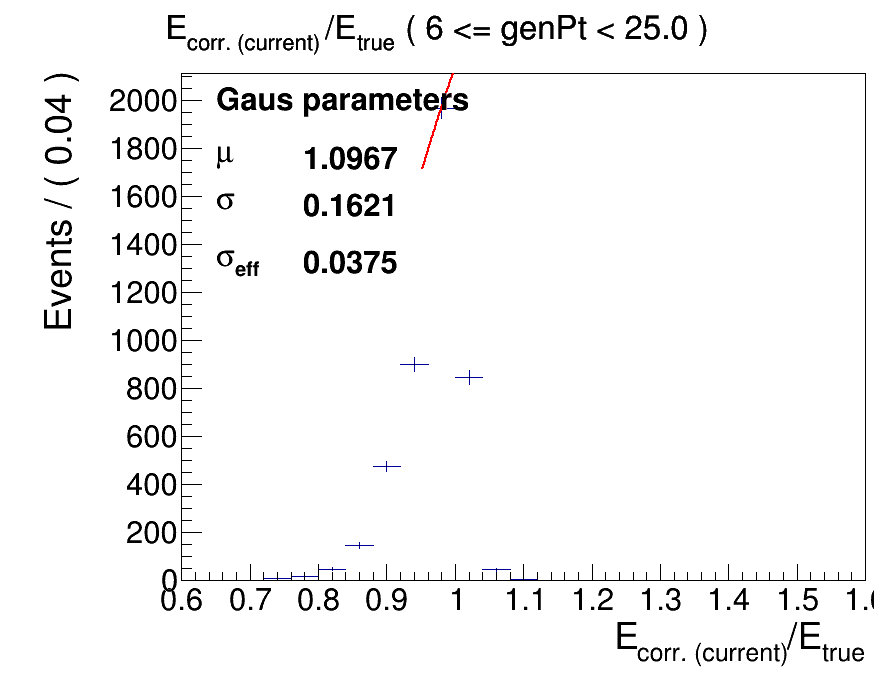 E_corr. (current)/E_true ( 6 <= genPt < 25.0 )
Events / ( 0.04 )
2000
1800
1600
1400
1200
1000
800
600
400
200
0
Gaus parameters
μ 1.0967
σ 0.1621
σ_eff 0.0375
0.6 0.7 0.8 0.9 1 1.1 1.2 1.3 1.4 1.5 1.6
E_corr. (current)/E_true